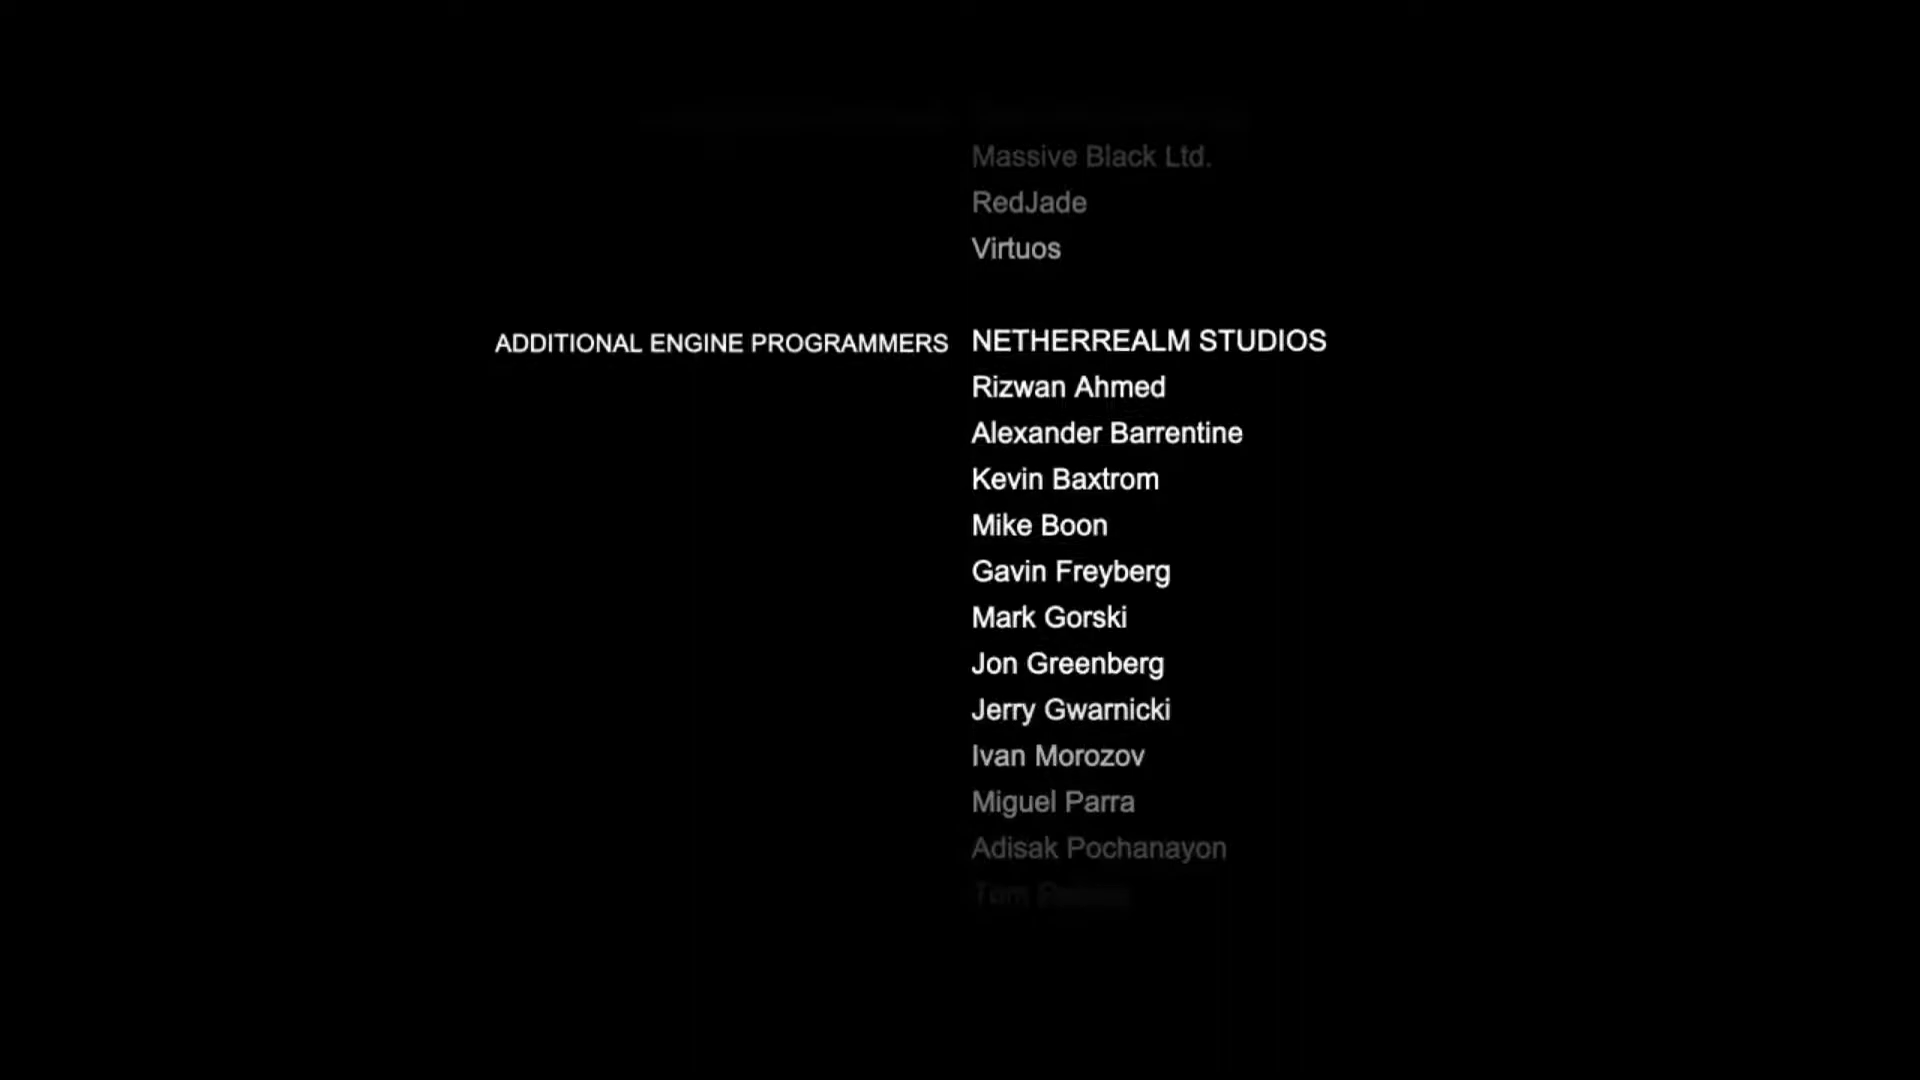 Massive Black Ltd.
RedJade
Virtuos
ADDITIONAL ENGINE PROGRAMMERS NETHERREALM STUDIOS
Rizwan Ahmed
Alexander Barrentine
Kevin Baxtrom
Mike Boon
Gavin Freyberg
Mark Gorski
Jon Greenberg
Jerry Gwarnicki
Ivan Morozov
Miguel Parra
Adisak Pochanayon
Tom